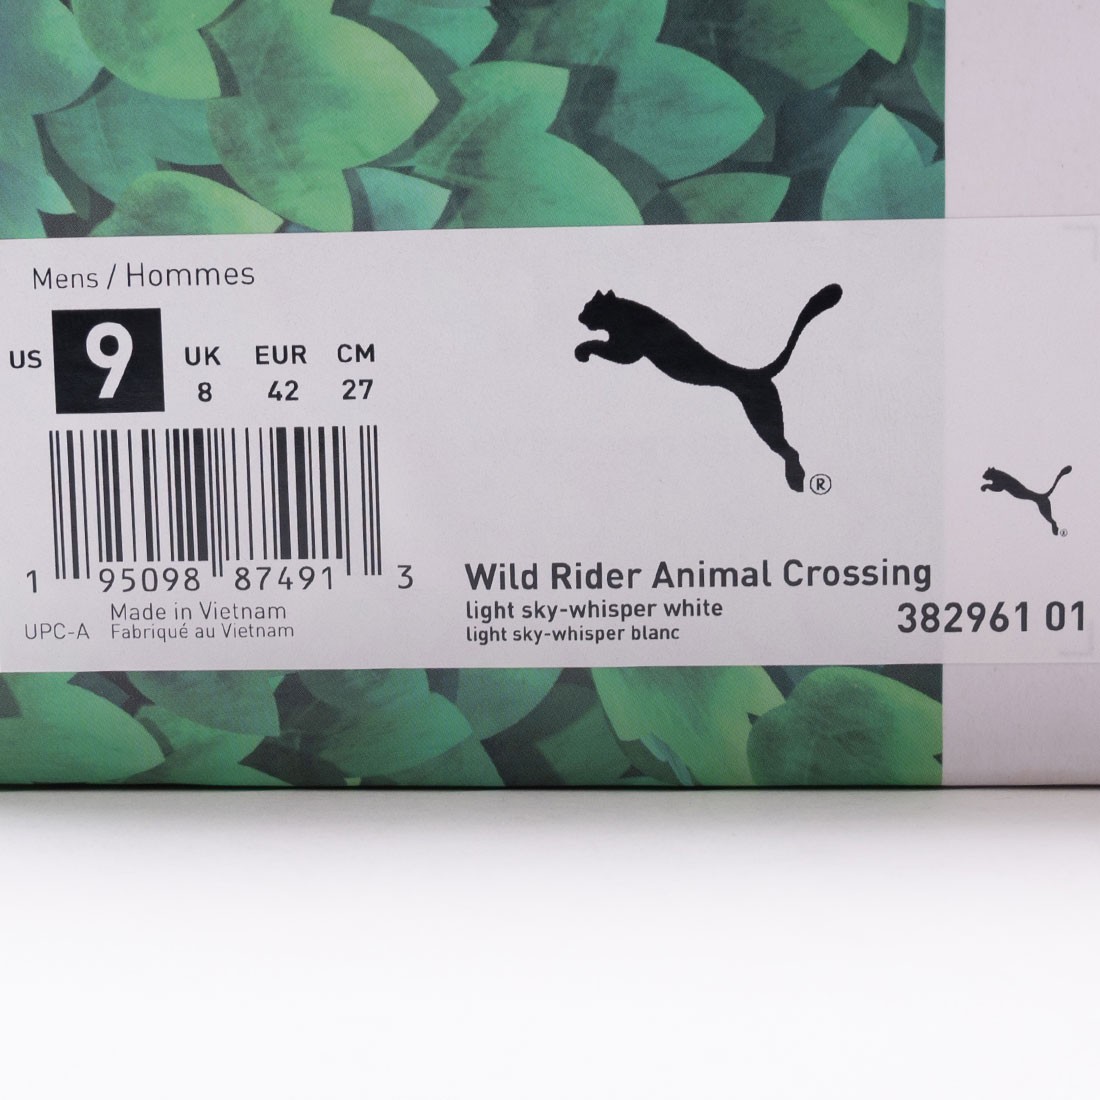 Mens / Hommes
US 9 UK 8 EUR 42 CM 27
1 95098 87491 3
Made in Vietnam
UPC-A Fabriqué au Vietnam
®
Wild Rider Animal Crossing
light sky-whisper white
light sky-whisper blanc
382961 01
®